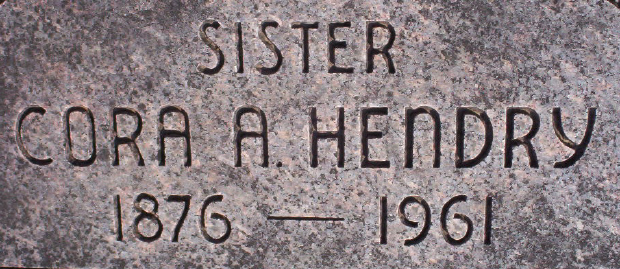 SISTER
CORA A. HENDRY
1876 — 1961